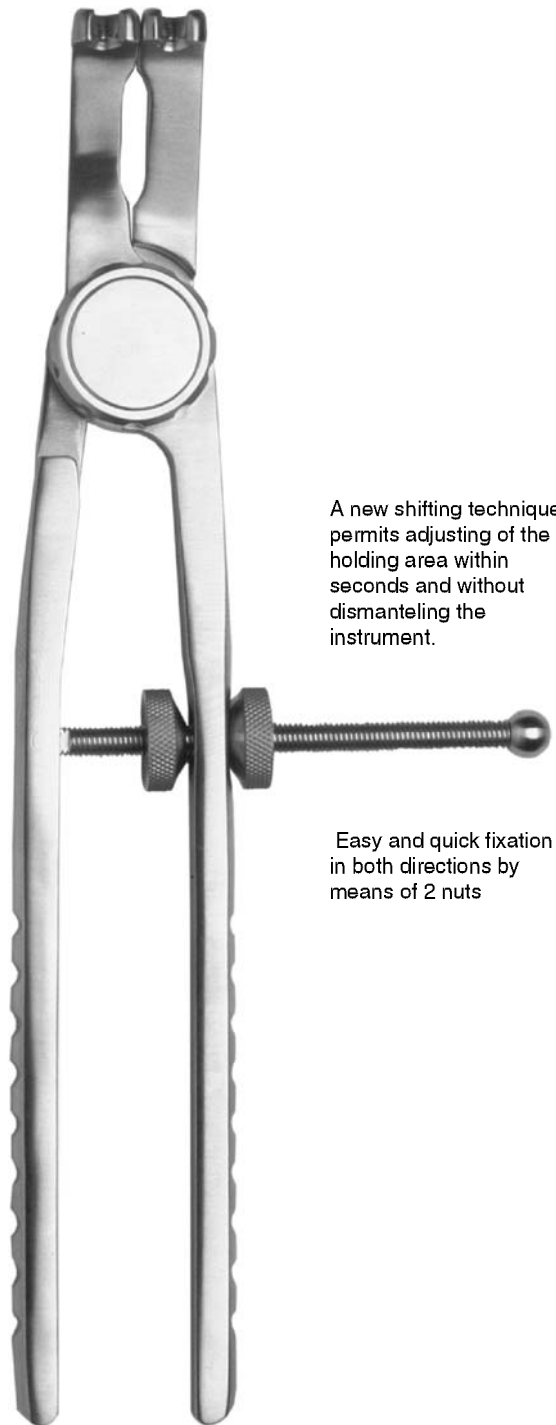 A new shifting technique
permits adjusting of the
holding area within
seconds and without
dismanteling the
instrument.
Easy and quick fixation
in both directions by
means of 2 nuts